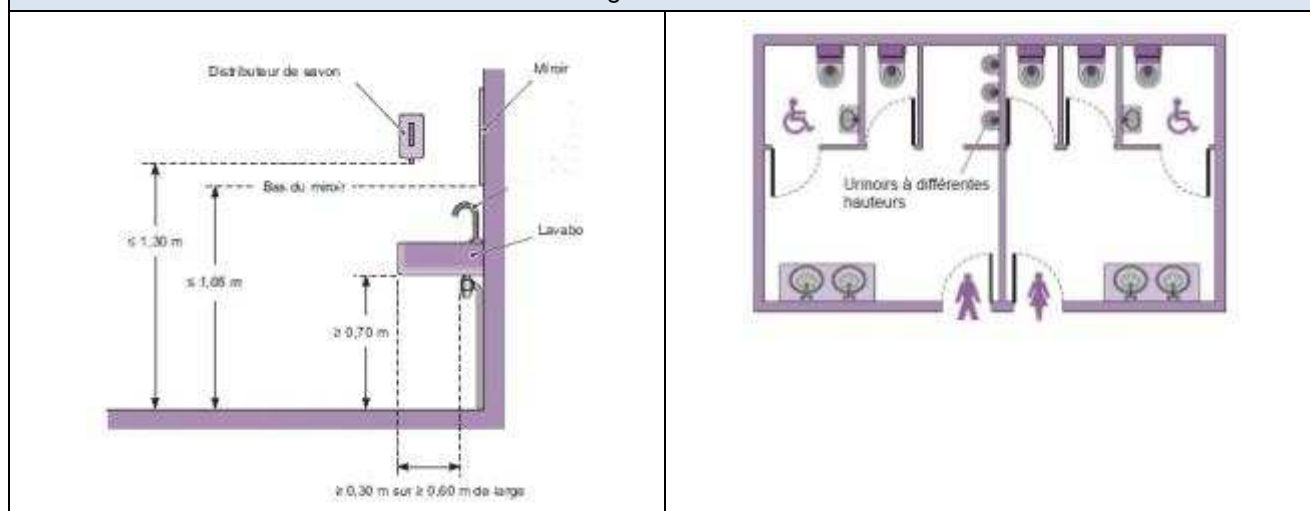 Distributeur de savon
Miroir
Bas du miroir
Lavabo
≤ 1,30 m
≤ 1,05 m
≥ 0,70 m
≥ 0,30 m sur ≥ 0,60 m de large
Urinoirs à différentes
hauteurs